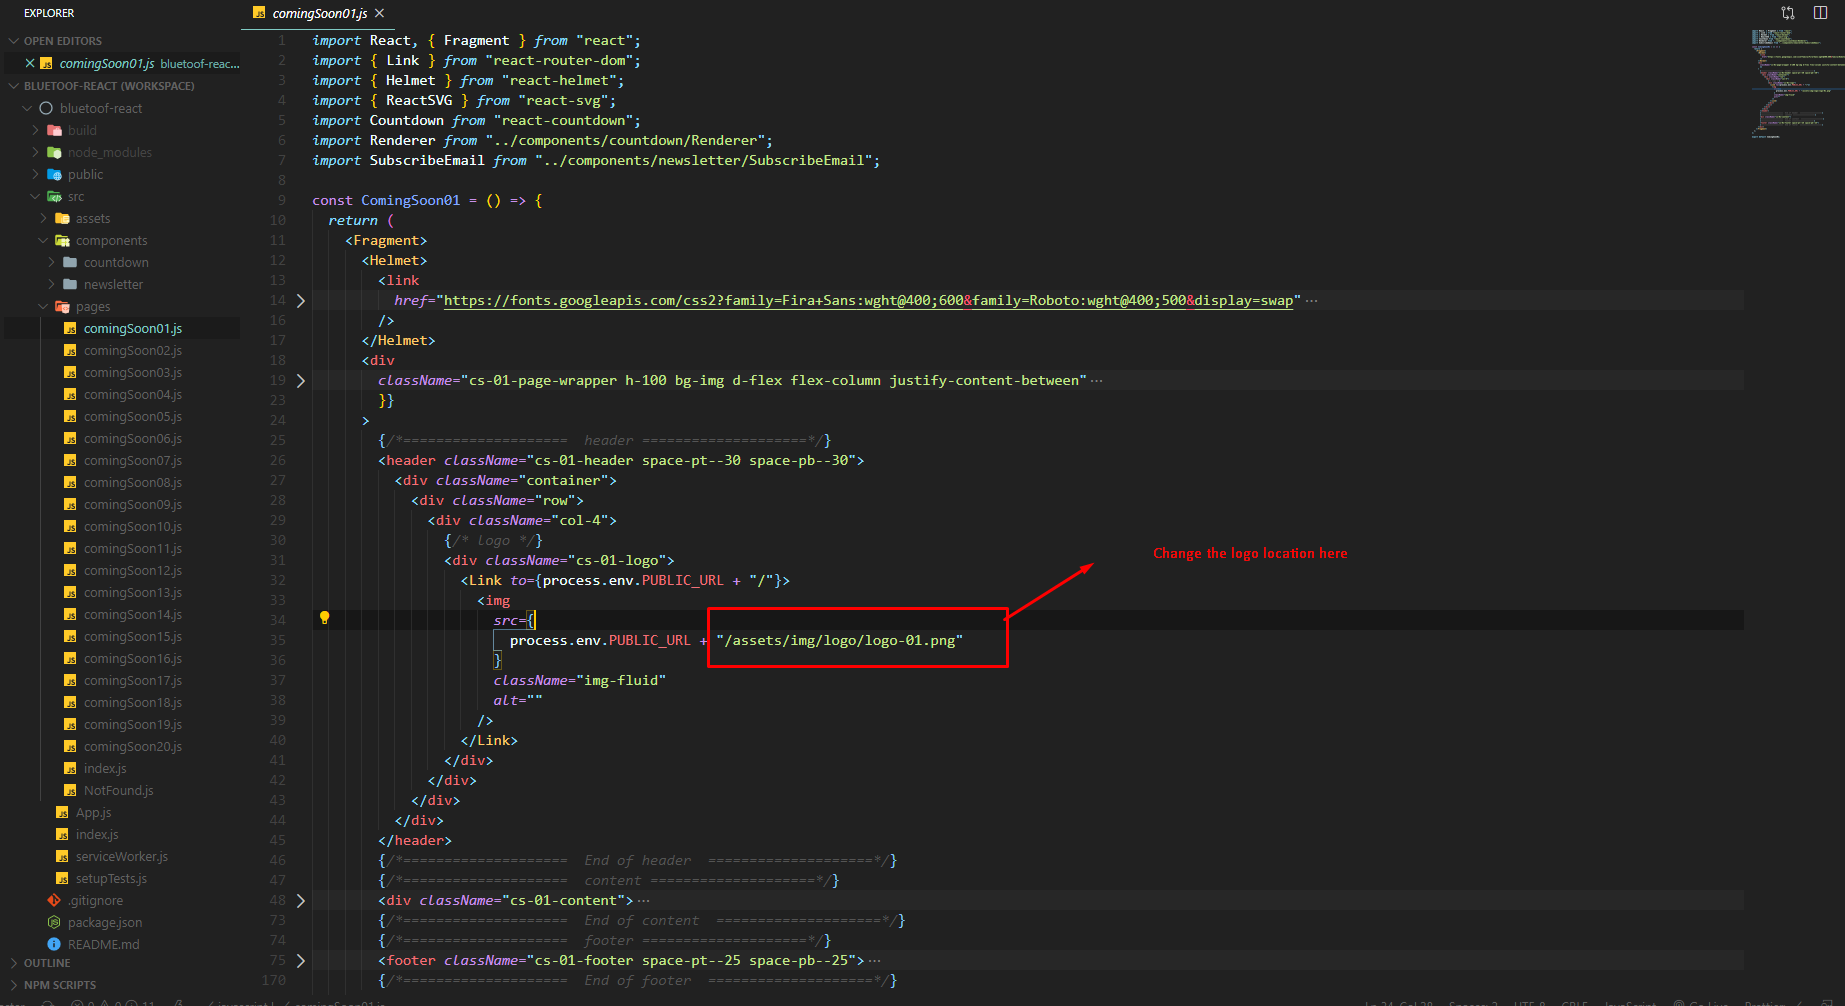 EXPLORER
OPEN EDITORS
comingSoon01.js bluetoof-reac...
BLUETOOF-REACT (WORKSPACE)
bluetoof-react
build
node_modules
public
src
assets
components
countdown
newsletter
pages
comingSoon01.js
comingSoon02.js
comingSoon03.js
comingSoon04.js
comingSoon05.js
comingSoon06.js
comingSoon07.js
comingSoon08.js
comingSoon09.js
comingSoon10.js
comingSoon11.js
comingSoon12.js
comingSoon13.js
comingSoon14.js
comingSoon15.js
comingSoon16.js
comingSoon17.js
comingSoon18.js
comingSoon19.js
comingSoon20.js
index.js
NotFound.js
App.js
index.js
serviceWorker.js
setupTests.js
.gitignore
package.json
README.md
OUTLINE
NPM SCRIPTS
comingSoon01.js
1 import React, { Fragment } from "react";
2 import { Link } from "react-router-dom";
3 import { Helmet } from "react-helmet";
4 import { ReactSVG } from "react-svg";
5 import Countdown from "react-countdown";
6 import Renderer from "../components/countdown/Renderer";
7 import SubscribeEmail from "../components/newsletter/SubscribeEmail";
8
9 const ComingSoon01 = () => {
10 return (
11 <Fragment>
12 <Helmet>
13 <link
14 href="https://fonts.googleapis.com/css2?family=Fira+Sans:wght@400;600&family=Roboto:wght@400;500&display=swap" ...
16 />
17 </Helmet>
18 <div
19 className="cs-01-page-wrapper h-100 bg-img d-flex flex-column justify-content-between" ...
23 }}
24 >
25 {/*==================== header ====================*/}
26 <header className="cs-01-header space-pt--30 space-pb--30">
27 <div className="container">
28 <div className="row">
29 <div className="col-4">
30 {/* logo */}
31 <div className="cs-01-logo">
32 <Link to={process.env.PUBLIC_URL + "/"}>
33 <img
34 src={
35 process.env.PUBLIC_URL + "/assets/img/logo/logo-01.png"
36 }
37 className="img-fluid"
38 alt=""
39 />
40 </Link>
41 </div>
42 </div>
43 </div>
44 </div>
45 </header>
46 {/*==================== End of header ====================*/}
47 {/*==================== content ====================*/}
48 <div className="cs-01-content"> ...
73 {/*==================== End of content ====================*/}
74 {/*==================== footer ====================*/}
75 <footer className="cs-01-footer space-pt--25 space-pb--25"> ...
170 {/*==================== End of footer ====================*/}
Change the logo location here